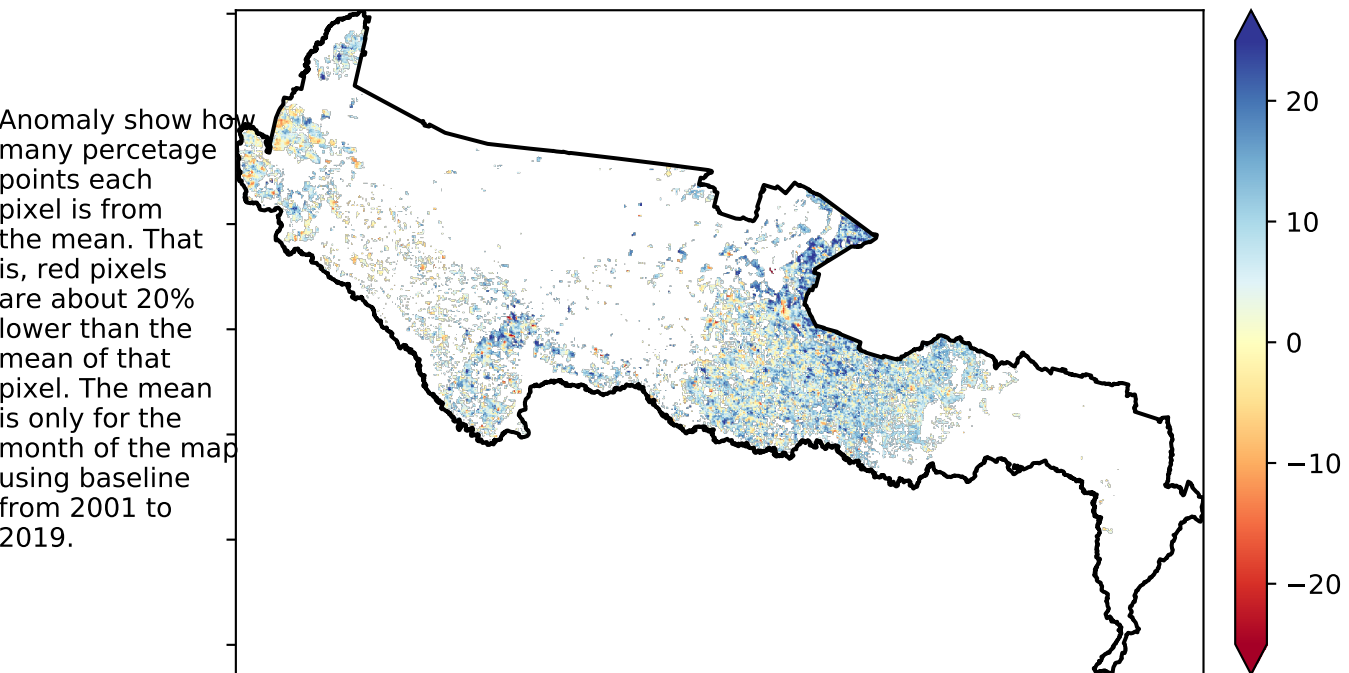 Anomaly show how
many percetage
points each
pixel is from
the mean. That
is, red pixels
are about 20%
lower than the
mean of that
pixel. The mean
is only for the
month of the map
using baseline
from 2001 to
2019.
20
10
0
−10
−20